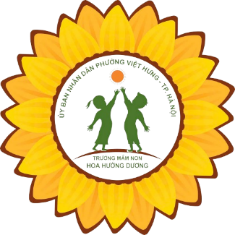 ỦY BAN NHÂN DÂN PHƯỜNG VIỆT HƯNG - TP. HÀ NỘI
TRƯỜNG MẦM NON
HOA HƯỚNG DƯƠNG